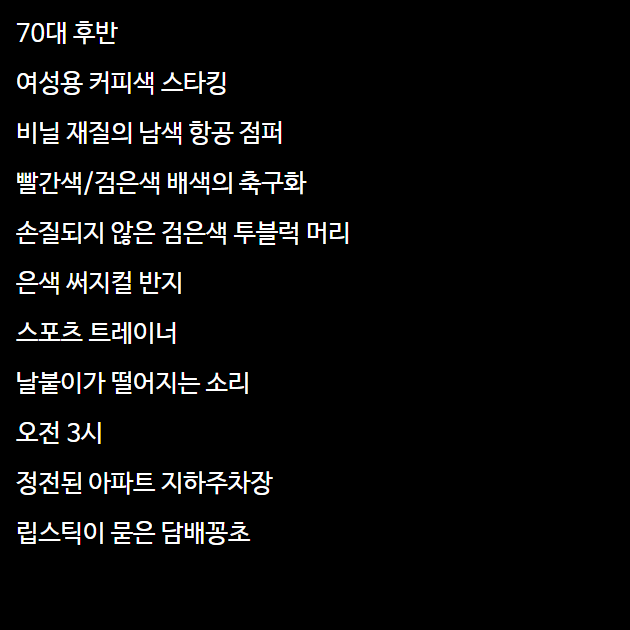 70대 후반
여성용 커피색 스타킹
비닐 재질의 남색 항공 점퍼
빨간색/검은색 배색의 축구화
손질되지 않은 검은색 투블럭 머리
은색 써지컬 반지
스포츠 트레이너
날붙이가 떨어지는 소리
오전 3시
정전된 아파트 지하주차장
립스틱이 묻은 담배꽁초